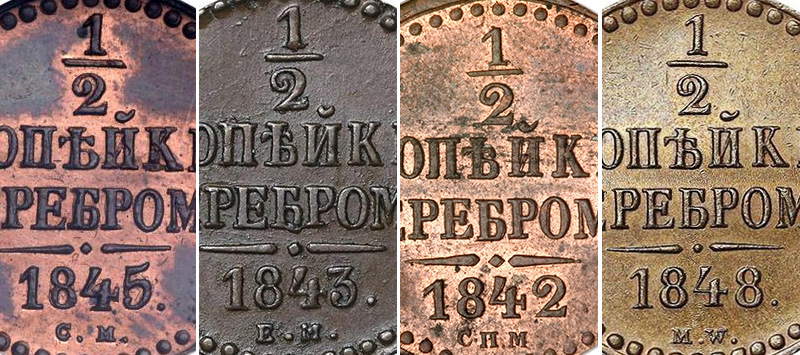 1/2
ОПѢЙК
РЕБРОМ
1845.
С. М.
1/2
ОПѢЙК
РЕБРОМ
1843.
Е. М.
1/2
ОПѢЙК
РЕБРОМ
1842
СПМ
1/2
ОПѢЙК
РЕБРОМ
1848.
M.W.